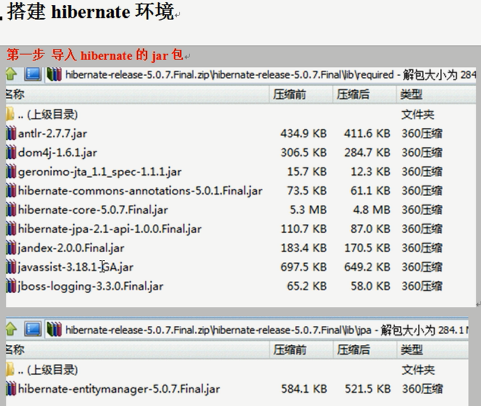 搭建 hibernate 环境
第一步 导入 hibernate 的 jar 包
hibernate-release-5.0.7.Final.zip\hibernate-release-5.0.7.Final\lib\required - 解包大小为 284
名称 压缩前 压缩后 类型
.. (上级目录) 文件夹
antlr-2.7.7.jar 434.9 KB 411.6 KB 360压缩
dom4j-1.6.1.jar 306.5 KB 284.7 KB 360压缩
geronimo-jta_1.1_spec-1.1.1.jar 15.7 KB 12.3 KB 360压缩
hibernate-commons-annotations-5.0.1.Final.jar 73.5 KB 61.1 KB 360压缩
hibernate-core-5.0.7.Final.jar 5.3 MB 4.8 MB 360压缩
hibernate-jpa-2.1-api-1.0.0.Final.jar 110.7 KB 87.0 KB 360压缩
jandex-2.0.0.Final.jar 183.4 KB 170.5 KB 360压缩
javassist-3.18.1-GA.jar 697.5 KB 649.2 KB 360压缩
jboss-logging-3.3.0.Final.jar 65.2 KB 58.0 KB 360压缩
hibernate-release-5.0.7.Final.zip\hibernate-release-5.0.7.Final\lib\jpa - 解包大小为 284.1
名称 压缩前 压缩后 类型
.. (上级目录) 文件夹
hibernate-entitymanager-5.0.7.Final.jar 584.1 KB 521.5 KB 360压缩